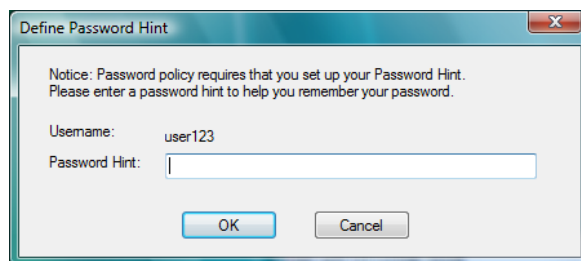 Define Password Hint
Notice: Password policy requires that you set up your Password Hint.
Please enter a password hint to help you remember your password.
Username: user123
Password Hint:
OK Cancel